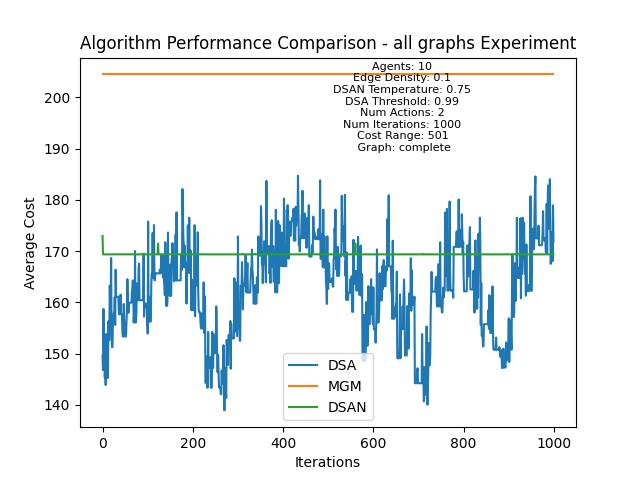 Algorithm Performance Comparison - all graphs Experiment
Agents: 10
Edge Density: 0.1
DSAN Temperature: 0.75
DSA Threshold: 0.99
Num Actions: 2
Num Iterations: 1000
Cost Range: 501
Graph: complete
200
190
180
170
160
150
140
Average Cost
DSA
MGM
DSAN
0 200 400 600 800 1000
Iterations